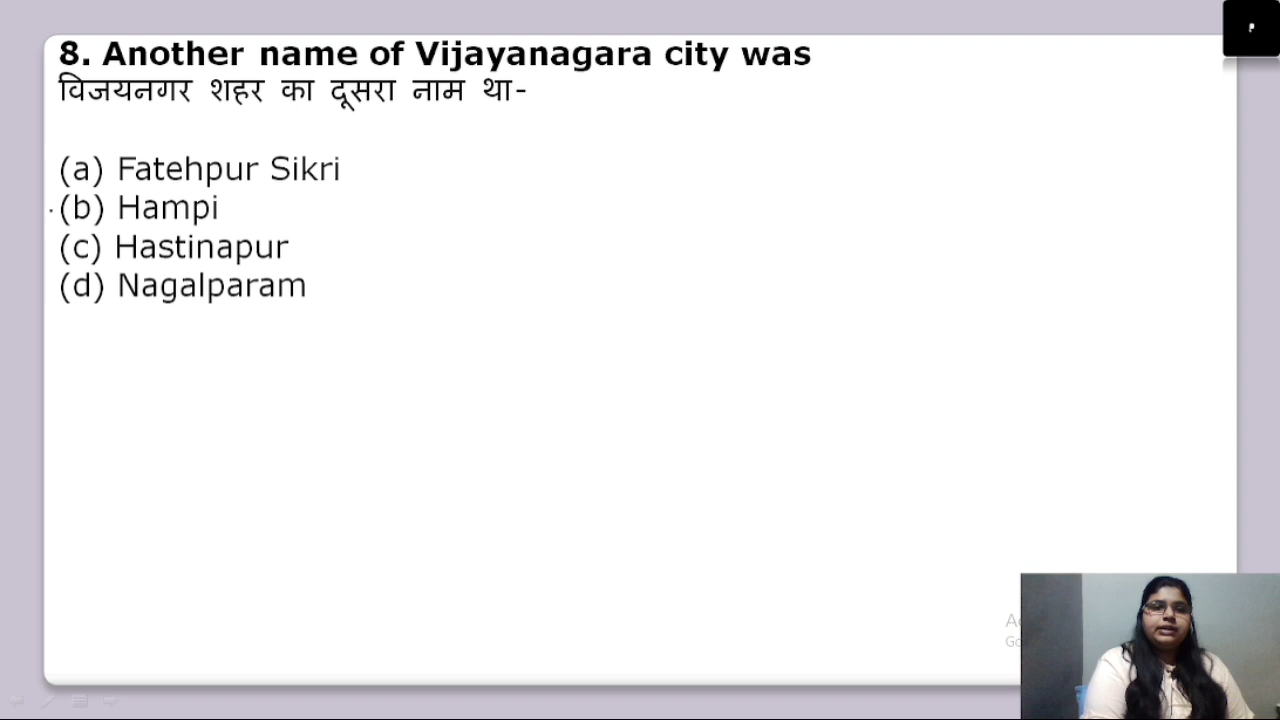 8. Another name of Vijayanagara city was
विजयनगर शहर का दूसरा नाम था-
(a) Fatehpur Sikri
(b) Hampi
(c) Hastinapur
(d) Nagalparam